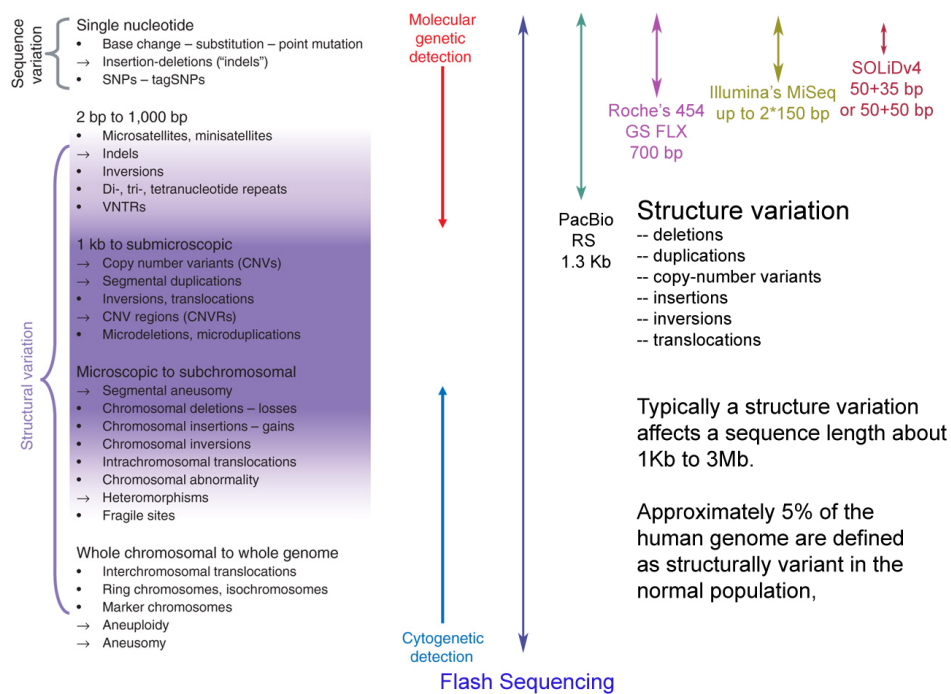 Sequence
variation
Single nucleotide
• Base change – substitution – point mutation
→ Insertion-deletions (“indels”)
• SNPs – tagSNPs
2 bp to 1,000 bp
• Microsatellites, minisatellites
→ Indels
• Inversions
• Di-, tri-, tetranucleotide repeats
• VNTRs
Structural variation
1 kb to submicroscopic
→ Copy number variants (CNVs)
→ Segmental duplications
• Inversions, translocations
→ CNV regions (CNVRs)
• Microdeletions, microduplications
Microscopic to subchromosomal
→ Segmental aneusomy
• Chromosomal deletions – losses
• Chromosomal insertions – gains
• Chromosomal inversions
• Intrachromosomal translocations
• Chromosomal abnormality
→ Heteromorphisms
• Fragile sites
Whole chromosomal to whole genome
• Interchromosomal translocations
• Ring chromosomes, isochromosomes
• Marker chromosomes
→ Aneuploidy
→ Aneusomy
Molecular
genetic
detection
Cytogenetic
detection
Flash Sequencing
PacBio
RS
1.3 Kb
Roche's 454
GS FLX
700 bp
Illumina's MiSeq
up to 2*150 bp
SOLiDv4
50+35 bp
or 50+50 bp
Structure variation
-- deletions
-- duplications
-- copy-number variants
-- insertions
-- inversions
-- translocations
Typically a structure variation
affects a sequence length about
1Kb to 3Mb.
Approximately 5% of the
human genome are defined
as structurally variant in the
normal population,